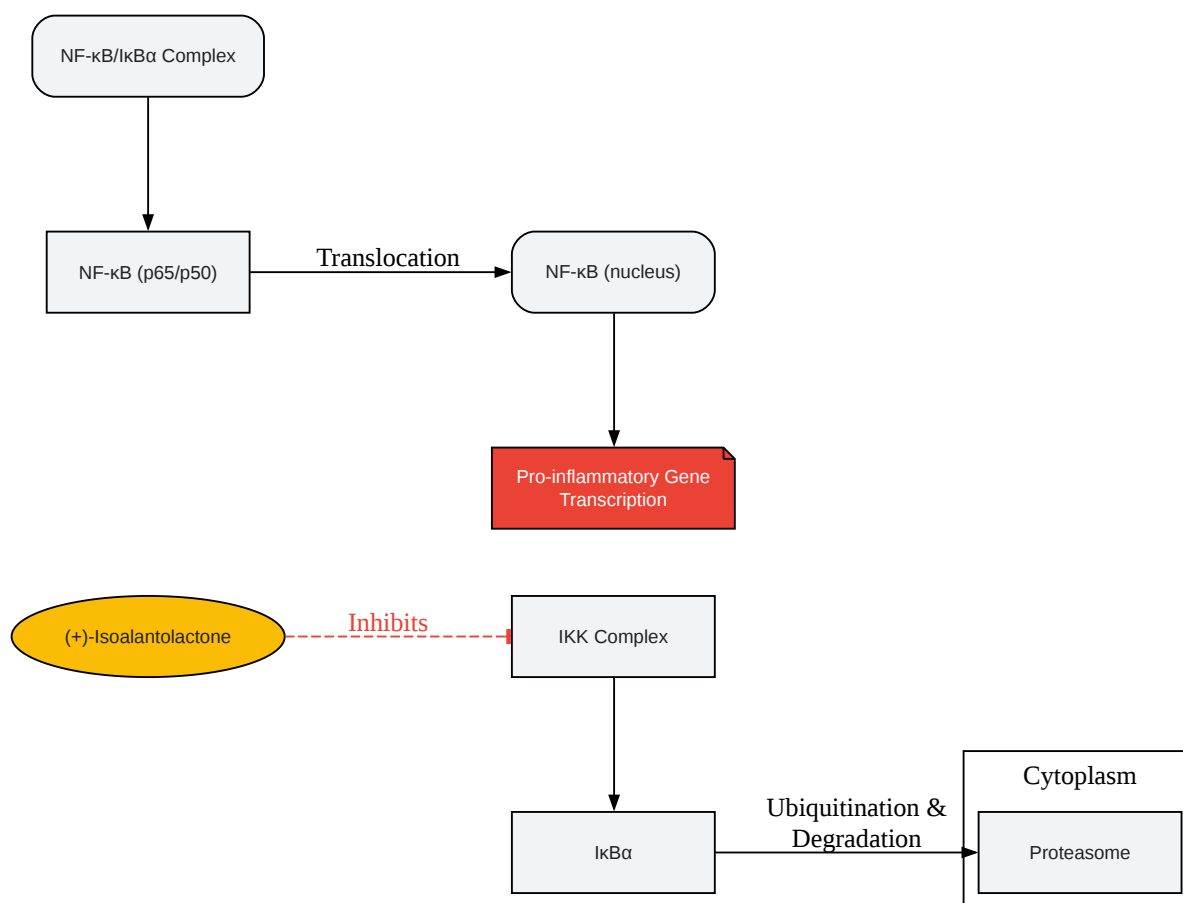 NF-κB/IκBα Complex
NF-κB (p65/p50)
Translocation
NF-κB (nucleus)
Pro-inflammatory Gene
Transcription
(+)-Isoalantolactone
Inhibits
IKK Complex
IκBα
Ubiquitination &
Degradation
Cytoplasm
Proteasome